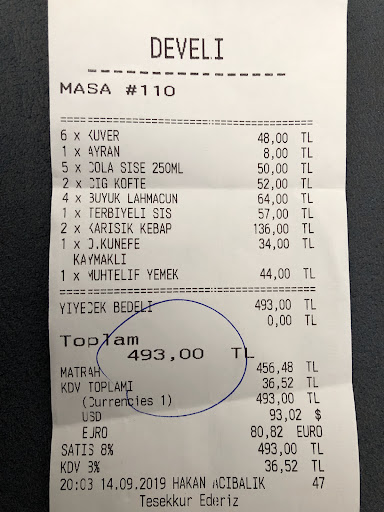 DEVELI
MASA #110
6 x KUVER 48,00 TL
1 x AYRAN 8,00 TL
5 x COLA SISE 250ML 50,00 TL
2 x CIG KOFTE 52,00 TL
4 x BUYUK LAHMACUN 64,00 TL
1 x TERBIYELI SIS 57,00 TL
2 x KARISIK KEBAP 136,00 TL
1 x O.KUNEFE 34,00 TL
KAYMAKLI
1 x MUHTELIF YEMEK 44,00 TL
YIYECEK BEDELI 493,00 TL
0,00 TL
Toplam
493,00 TL
MATRAH 456,48 TL
KDV TOPLAMI 36,52 TL
(Currencies 1) 493,00 TL
USD 93,02 $
EURO 80,82 EURO
SATIS 8% 493,00 TL
KDV 8% 36,52 TL
20:03 14.09.2019 HAKAN ACIBALIK 47
Tesekkur Ederiz